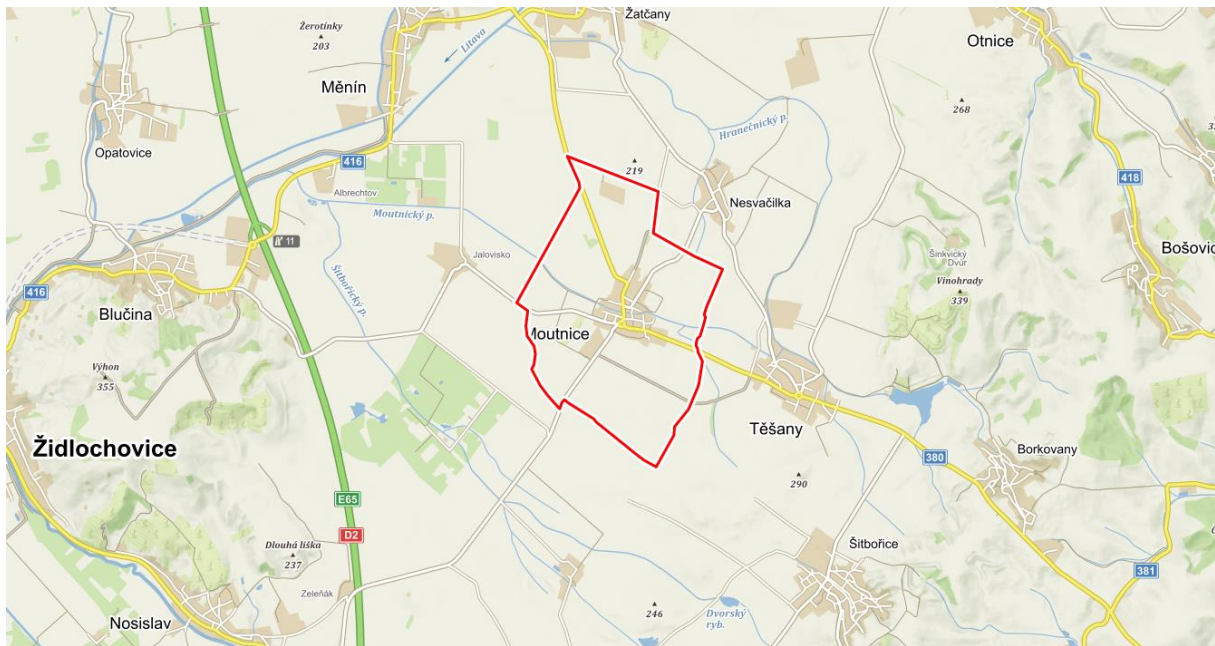 Žatčany
Žerotínky
203
Litava
Otnice
Měnín
268
Hranečnický p.
Opatovice
416
219
418
Albrechtov
Nesvačilka
Moutnický p.
11
Jalovisko
Šinkvický
Dvůr
Bošovic
Šitbořický p.
Vinohrady
339
416
Blučina
Moutnice
Výhon
355
Těšany
Židlochovice
380
Borkovany
290
E65
D2
Dlouhá liška
237
Šitbořice
381
Zeleňák
Nosislav
246
Dvorský
ryb.